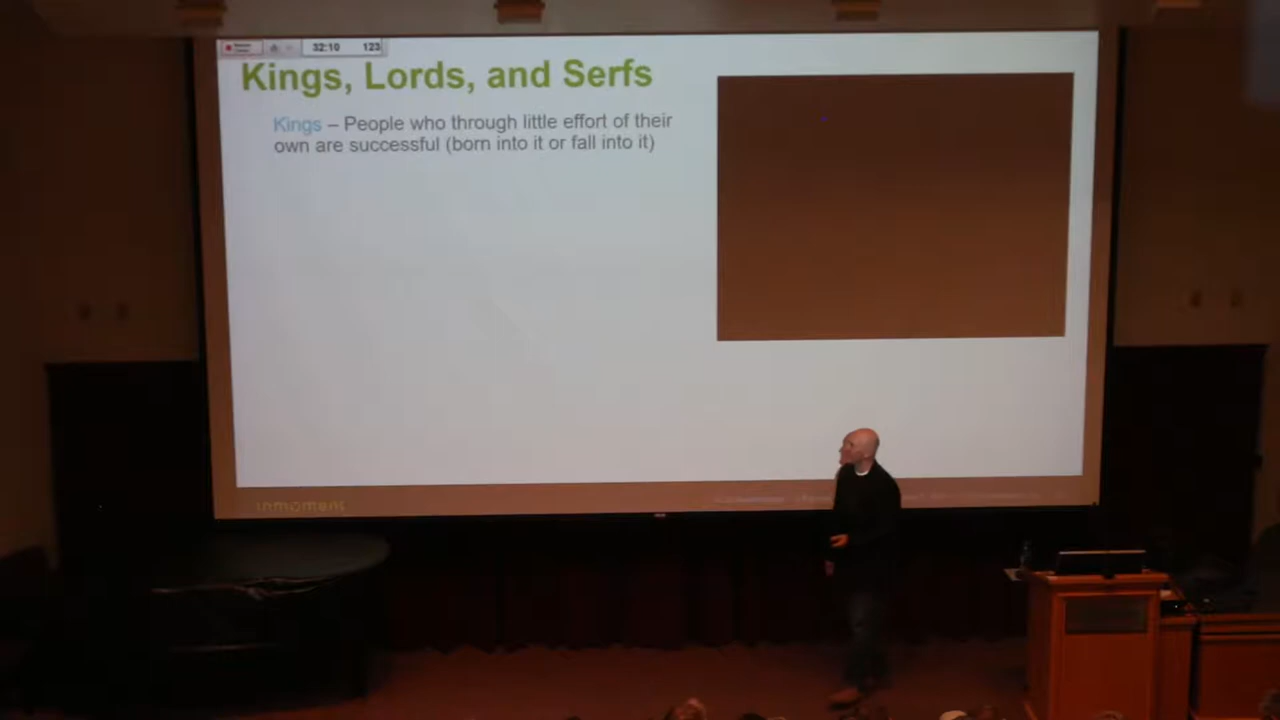 32:10 123
Kings, Lords, and Serfs
Kings – People who through little effort of their
own are successful (born into it or fall into it)
inmoment